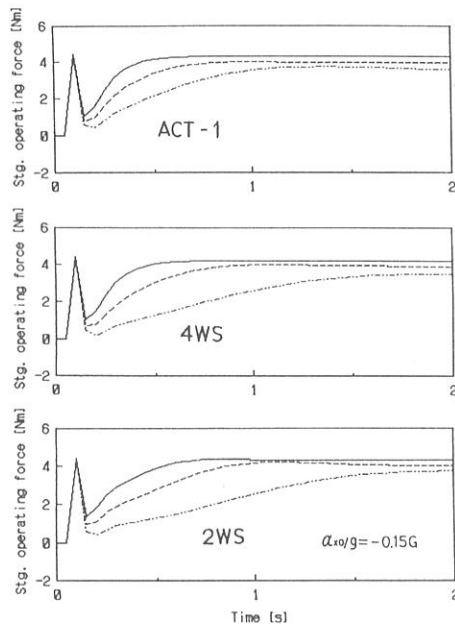 6
4
2
0
-2
Stg. operating force [Nm]
ACT-1
0 1 2
6
4
2
0
-2
Stg. operating force [Nm]
4WS
0 1 2
6
4
2
0
-2
Stg. operating force [Nm]
2WS
αx0/g=-0.15G
0 1 2
Time [s]